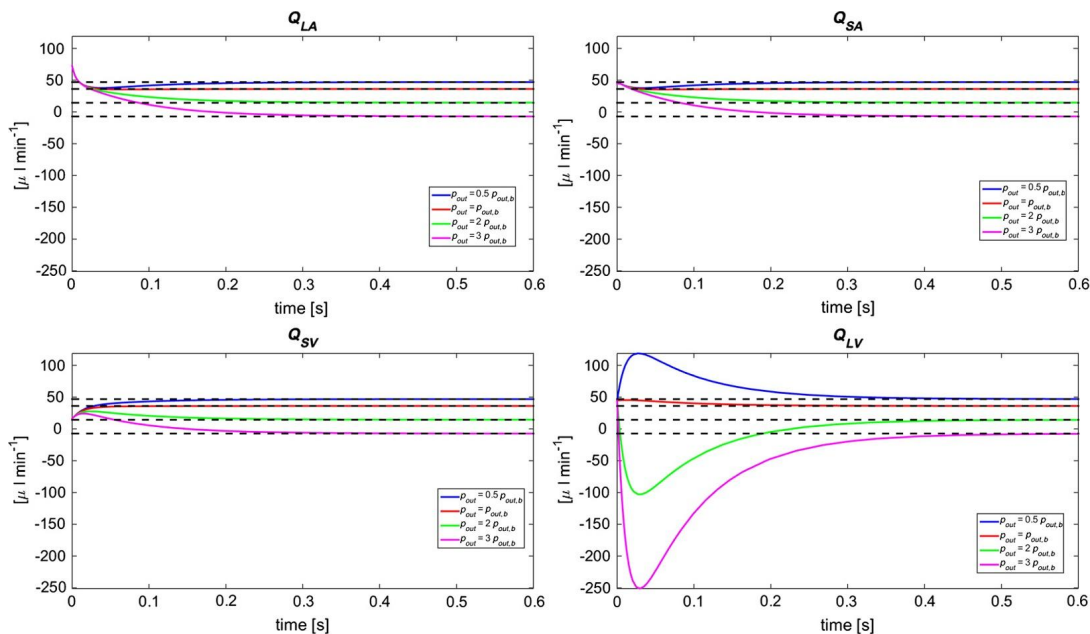 Q_LA
100
50
0
-50
-100
-150
-200
-250
[μ l min⁻¹]
p_out = 0.5 p_out,b
p_out = p_out,b
p_out = 2 p_out,b
p_out = 3 p_out,b
0 0.1 0.2 0.3 0.4 0.5 0.6
time [s]
Q_SA
100
50
0
-50
-100
-150
-200
-250
[μ l min⁻¹]
p_out = 0.5 p_out,b
p_out = p_out,b
p_out = 2 p_out,b
p_out = 3 p_out,b
0 0.1 0.2 0.3 0.4 0.5 0.6
time [s]
Q_SV
100
50
0
-50
-100
-150
-200
-250
[μ l min⁻¹]
p_out = 0.5 p_out,b
p_out = p_out,b
p_out = 2 p_out,b
p_out = 3 p_out,b
0 0.1 0.2 0.3 0.4 0.5 0.6
time [s]
Q_LV
100
50
0
-50
-100
-150
-200
-250
[μ l min⁻¹]
p_out = 0.5 p_out,b
p_out = p_out,b
p_out = 2 p_out,b
p_out = 3 p_out,b
0 0.1 0.2 0.3 0.4 0.5 0.6
time [s]